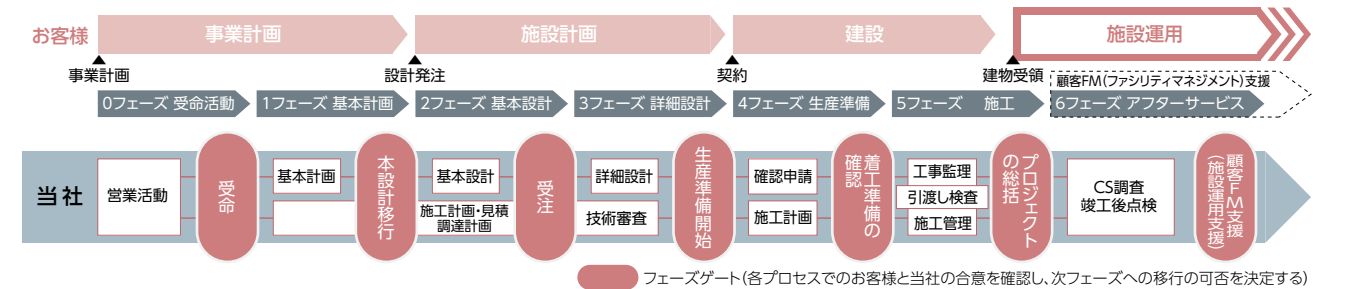 お客様
事業計画
施設計画
建設
施設運用
事業計画
設計発注
契約
建物受領
顧客FM(ファシリティマネジメント)支援
0フェーズ 受命活動
1フェーズ 基本計画
2フェーズ 基本設計
3フェーズ 詳細設計
4フェーズ 生産準備
5フェーズ 施工
6フェーズ アフターサービス
当社
営業活動
受命
基本計画
本設計移行
基本設計
施工計画・見積
調達計画
受注
詳細設計
技術審査
生産準備開始
確認申請
施工計画
着工準備の
確認
工事監理
引渡し検査
施工管理
プロジェクト
の総括
CS調査
竣工後点検
顧客FM支援
(施設運用支援)
フェーズゲート(各プロセスでのお客様と当社の合意を確認し、次フェーズへの移行の可否を決定する)